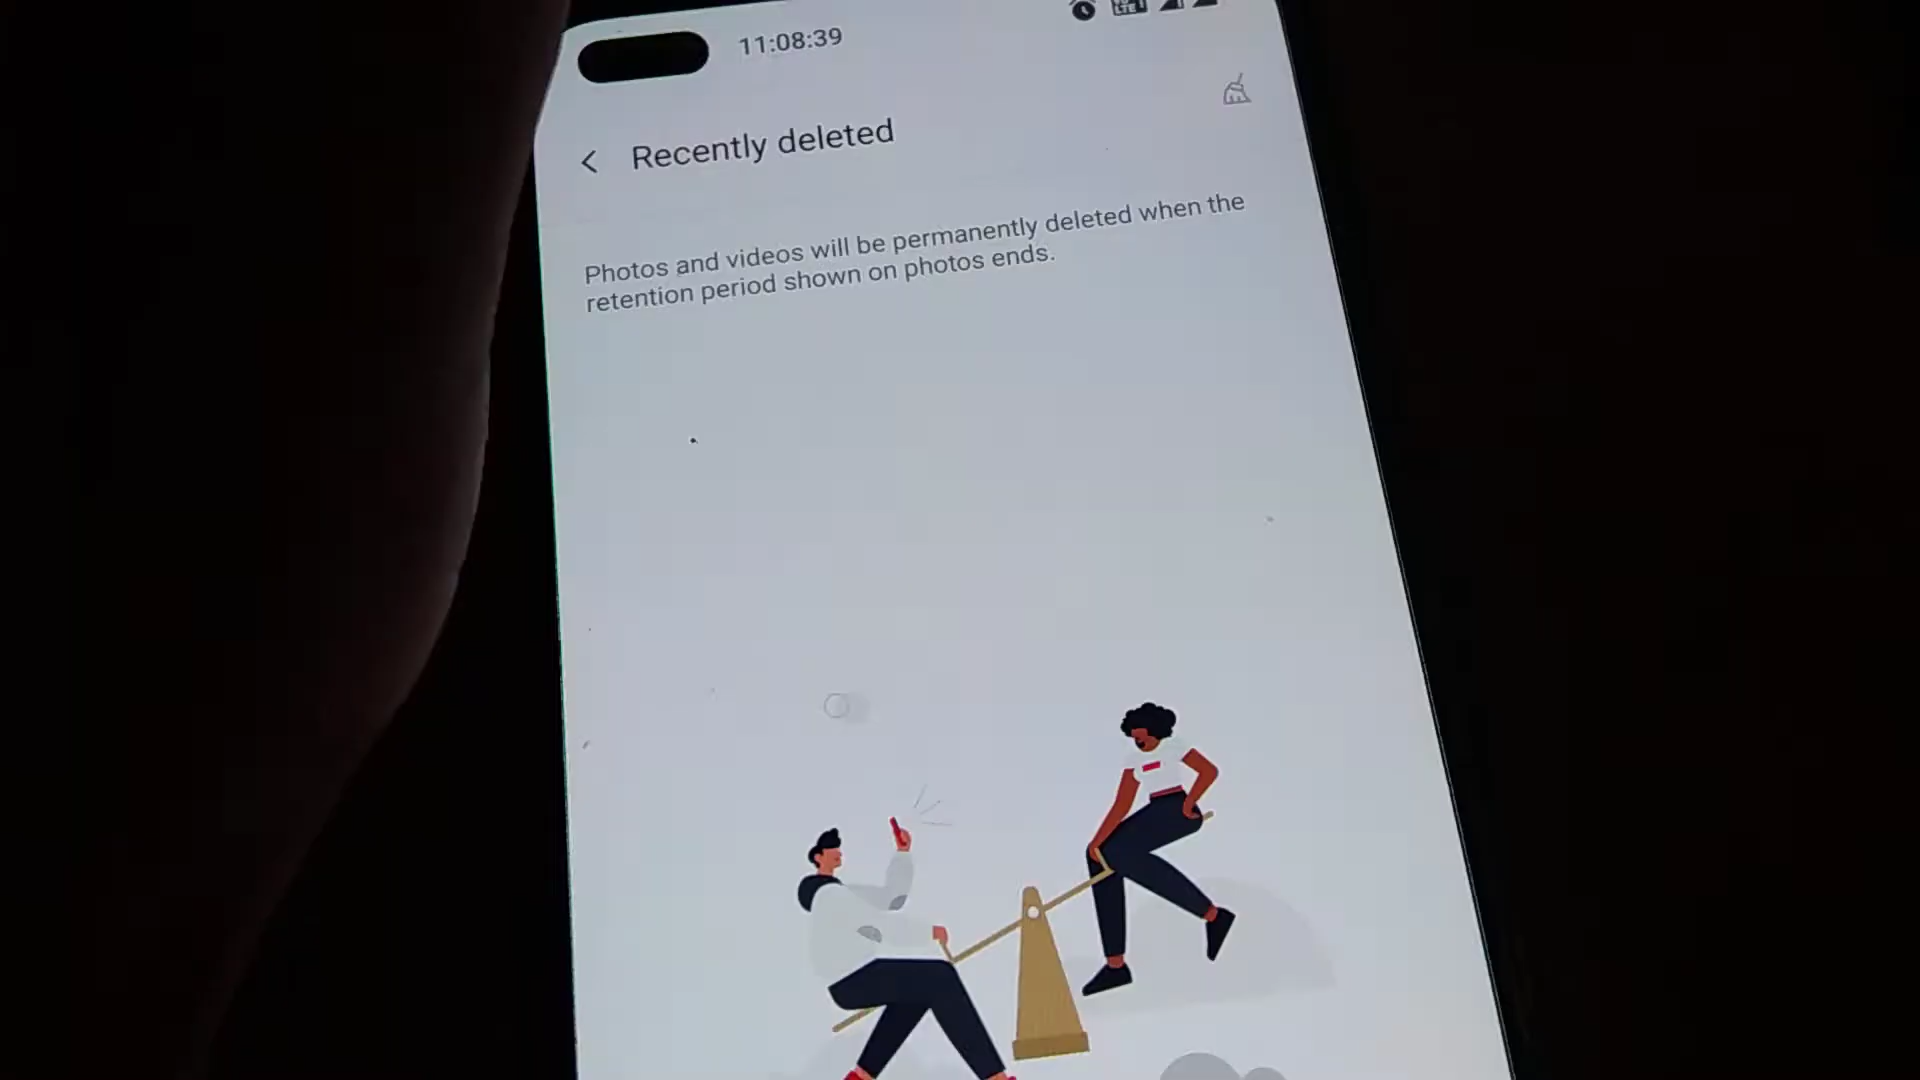 11:08:39
LTE
Recently deleted
Photos and videos will be permanently deleted when the
retention period shown on photos ends.